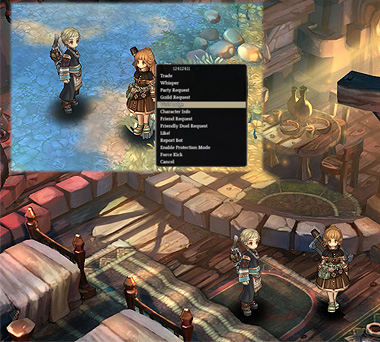 Trade
Whisper
Party Request
Guild Request
Character Info
Friend Request
Friendly Duel Request
Like!
Report Bot
Enable Protection Mode
Force Kick
Cancel